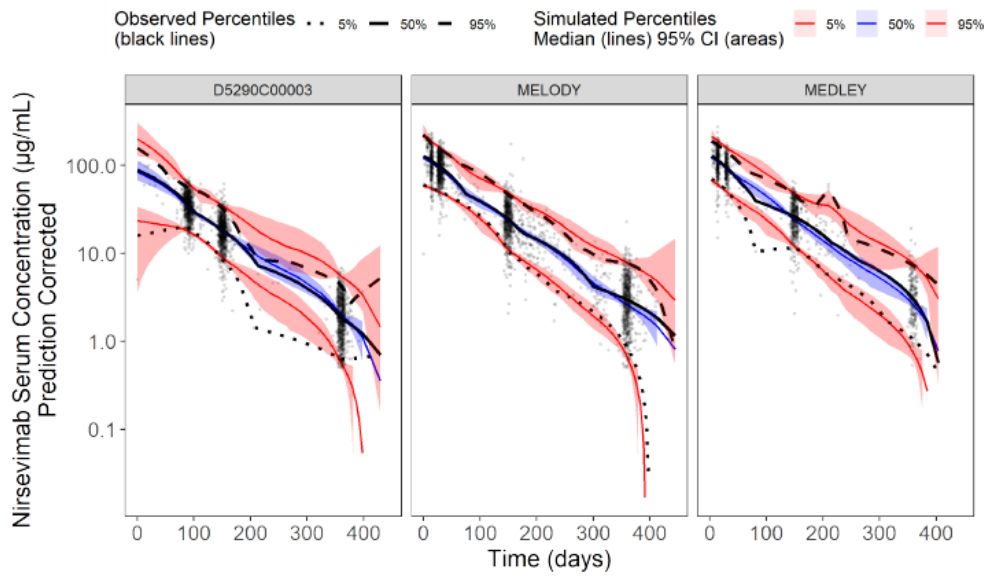 Observed Percentiles
(black lines)
5% 50% 95%
Simulated Percentiles
Median (lines) 95% CI (areas)
5% 50% 95%
D5290C00003
MELODY
MEDLEY
Nirsevimab Serum Concentration (µg/mL)
Prediction Corrected
100.0
10.0
1.0
0.1
0 100 200 300 400
0 100 200 300 400
0 100 200 300 400
Time (days)